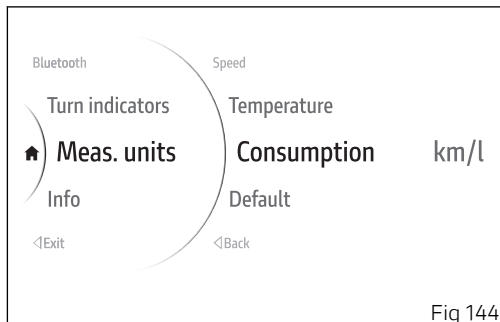 Bluetooth
Turn indicators
Meas. units
Info
◁Exit
Speed
Temperature
Consumption km/l
Default
◁Back
Fig 144